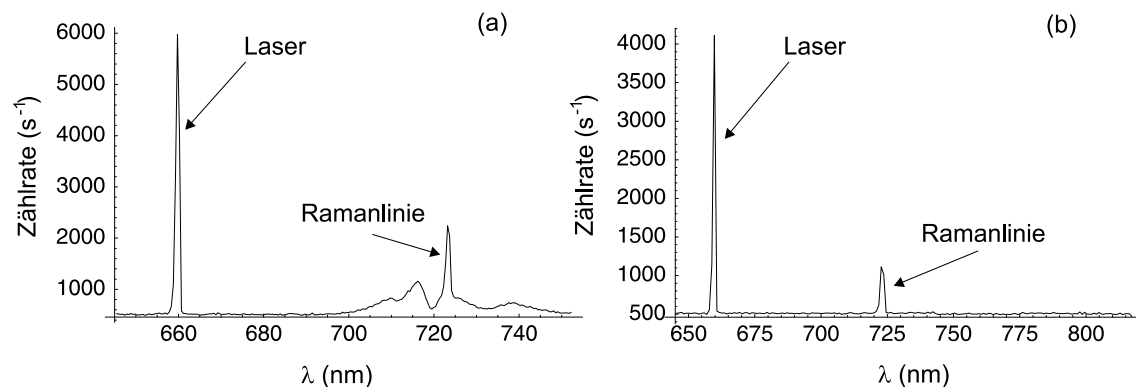 (a)
6000
5000
4000
3000
2000
1000
Zählrate (s⁻¹)
Laser
Ramanlinie
660 680 700 720 740
λ (nm)
(b)
4000
3500
3000
2500
2000
1500
1000
500
Zählrate (s⁻¹)
Laser
Ramanlinie
650 675 700 725 750 775 800
λ (nm)